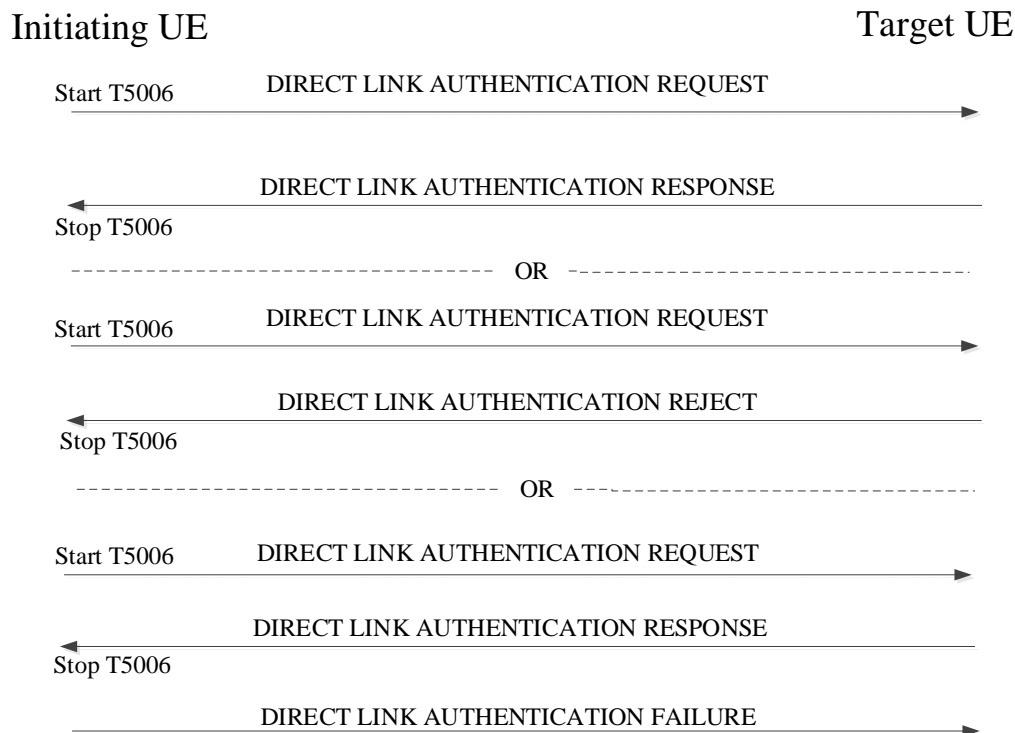 Initiating UE
Target UE
Start T5006
DIRECT LINK AUTHENTICATION REQUEST
DIRECT LINK AUTHENTICATION RESPONSE
Stop T5006
OR
Start T5006
DIRECT LINK AUTHENTICATION REQUEST
DIRECT LINK AUTHENTICATION REJECT
Stop T5006
OR
Start T5006
DIRECT LINK AUTHENTICATION REQUEST
DIRECT LINK AUTHENTICATION RESPONSE
Stop T5006
DIRECT LINK AUTHENTICATION FAILURE